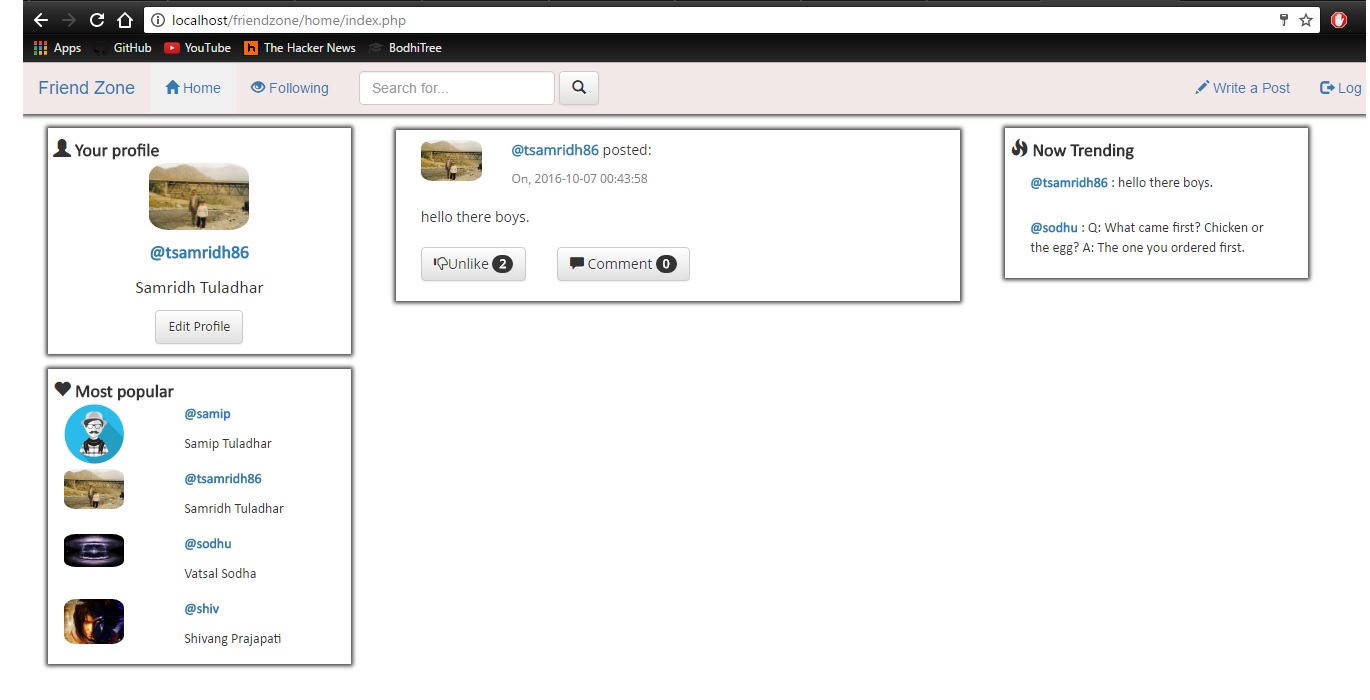 localhost/friendzone/home/index.php
Apps GitHub YouTube The Hacker News BodhiTree
Friend Zone Home Following Search for... Write a Post Log
Your profile
@tsamridh86
Samridh Tuladhar
Edit Profile
Most popular
@samip
Samip Tuladhar
@tsamridh86
Samridh Tuladhar
@sodhu
Vatsal Sodha
@shiv
Shivang Prajapati
@tsamridh86 posted:
On, 2016-10-07 00:43:58
hello there boys.
Unlike 2 Comment 0
Now Trending
@tsamridh86 : hello there boys.
@sodhu : Q: What came first? Chicken or
the egg? A: The one you ordered first.